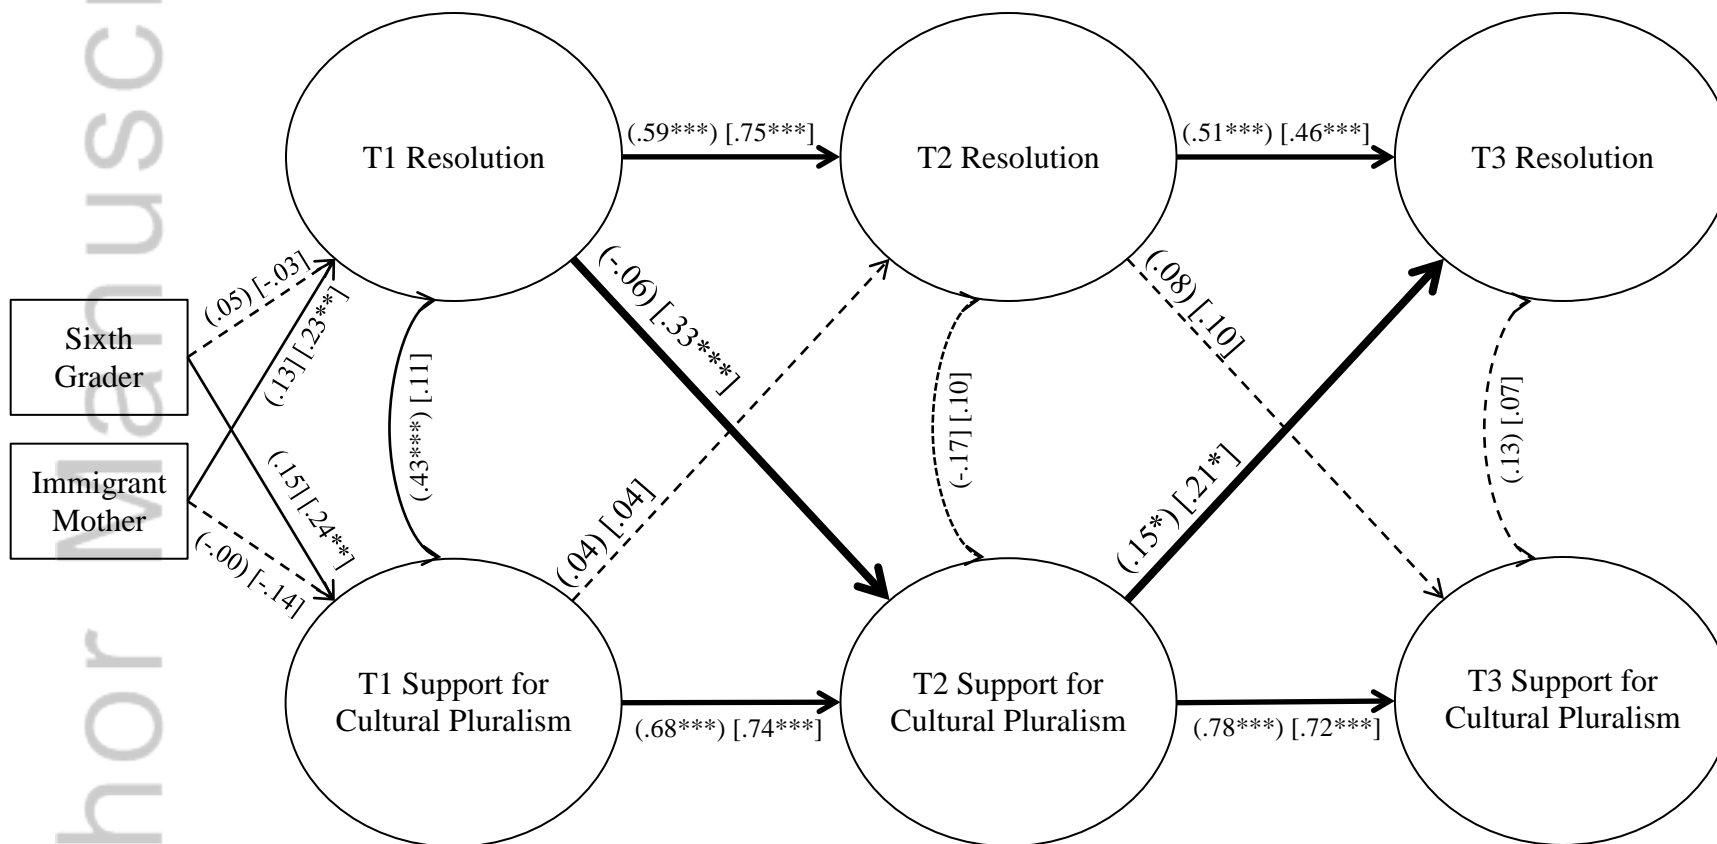 T1 Resolution
(.59***) [.75***]
T2 Resolution
(.51***) [.46***]
T3 Resolution
(.05) [-.03]
(.13] [.23**]
Sixth
Grader
Immigrant
Mother
(.15] [.24**]
(-.00) [-.14]
(.43***) [.11]
(-.06) [.33***]
(.04) [.04]
(-.17] [.10]
(.08) [.10]
(.15*) [.21*]
(.13) [.07]
T1 Support for
Cultural Pluralism
(.68***) [.74***]
T2 Support for
Cultural Pluralism
(.78***) [.72***]
T3 Support for
Cultural Pluralism
hor Manusc